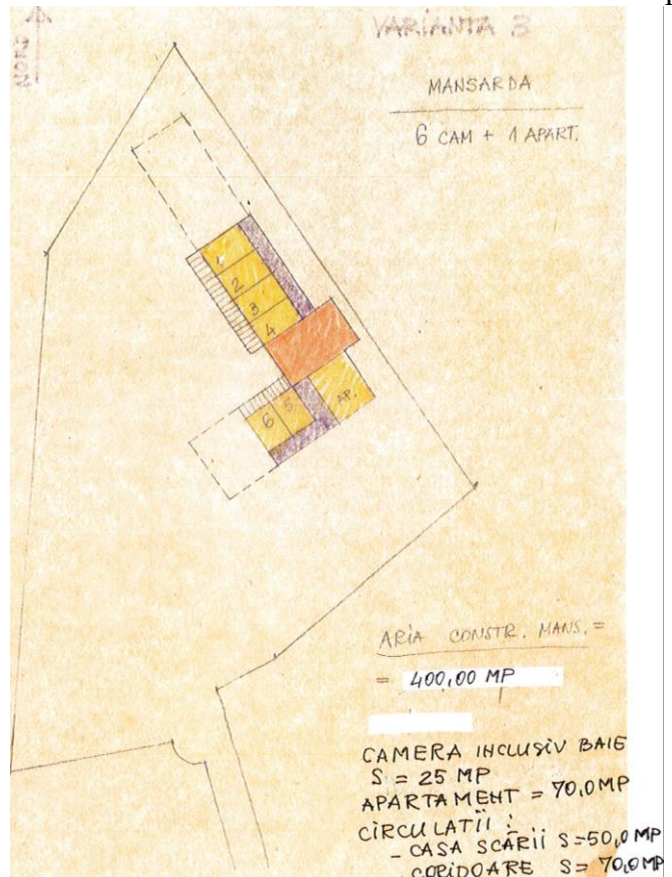 NORD
VARIANTA 3
MANSARDA
6 CAM + 1 APART.
1
2
3
4
5
6
AP.
ARIA CONSTR. MANS. =
= 400,00 MP
CAMERA INCLUSIV BAIE
S = 25 MP
APARTAMENT = 70,0 MP
CIRCULATII :
- CASA SCĂRII S=50,0 MP
CORIDOARE S= 70,0 MP